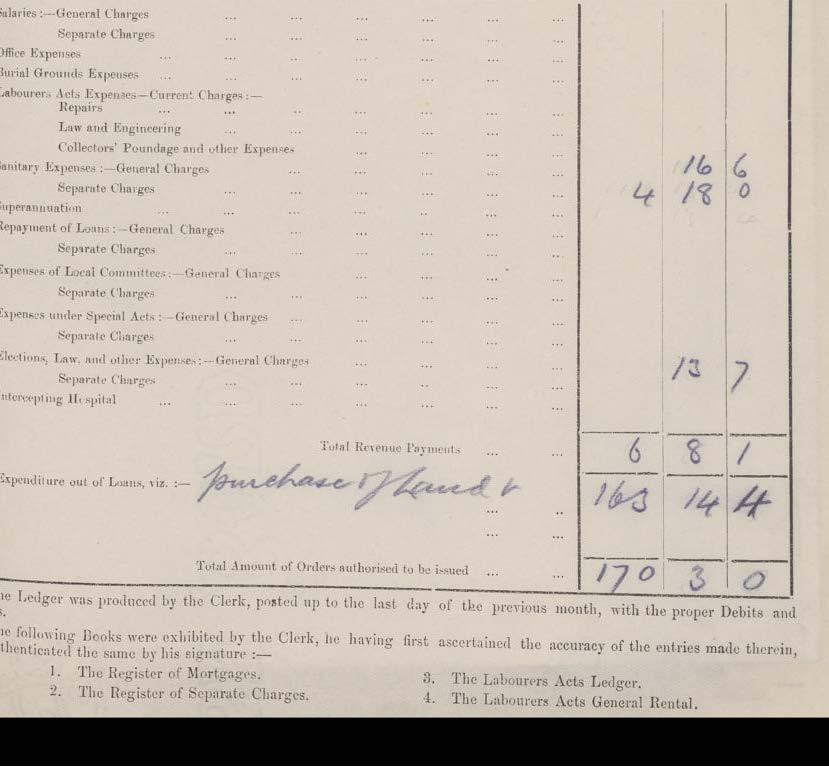 Salaries :—General Charges ... ... ... ... ... ...
Separate Charges ... ... ... ... ... ...
Office Expenses ... ... .. ... ... ... ...
Burial Grounds Expenses ... ... ... ... ... ... ...
Labourers Acts Expenses—Current Charges :—
Repairs ... ... .. ... ... ... ...
Law and Engineering ... ... ... ... ... ...
Collectors' Poundage and other Expenses ... ... ... ...
Sanitary Expenses :—General Charges ... ... ... ... ... 16 6
Separate Charges ... ... ... ... ... ... 4 18 0
Superannuation ... ... ... ... .. ... ...
Repayment of Loans :—General Charges ... ... ... ... ...
Separate Charges ... ... ... ... ... ...
Expenses of Local Committees :—General Charges ... ... ... ...
Separate Charges ... ... ... ... ... ...
Expenses under Special Acts :—General Charges ... ... ... ... ...
Separate Charges ... ... ... ... ... ...
Elections, Law, and other Expenses :—General Charges ... ... ... ... 13 7
Separate Charges ... ... ... .. ... ...
Intercepting Hospital ... ... ... ... ... ... ...
Total Revenue Payments ... ... 6 8 1
Expenditure out of Loans, viz. :— purchase of Land & ... .. 163 14 4
... ...
Total Amount of Orders authorised to be issued ... ... 170 3 0
he Ledger was produced by the Clerk, posted up to the last day of the previous month, with the proper Debits and
s.
he following Books were exhibited by the Clerk, he having first ascertained the accuracy of the entries made therein,
thenticated the same by his signature :—
1. The Register of Mortgages.
2. The Register of Separate Charges.
3. The Labourers Acts Ledger.
4. The Labourers Acts General Rental.